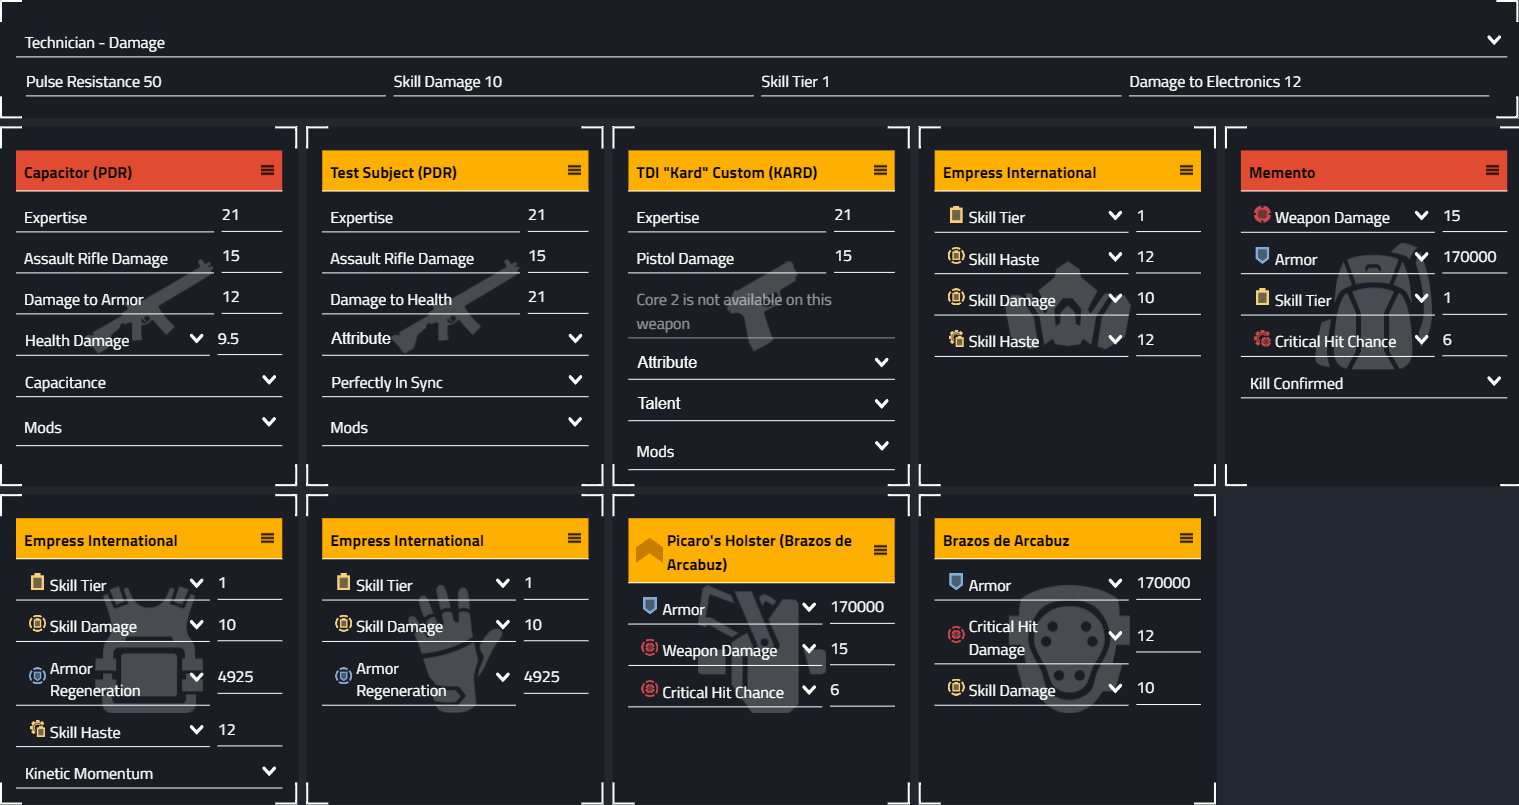 Technician - Damage
Pulse Resistance 50
Skill Damage 10
Skill Tier 1
Damage to Electronics 12
Capacitor (PDR)
Expertise
21
Assault Rifle Damage
15
Damage to Armor
12
Health Damage
9.5
Capacitance
Mods
Test Subject (PDR)
Expertise
21
Assault Rifle Damage
15
Damage to Health
21
Attribute
Perfectly In Sync
Mods
TDI "Kard" Custom (KARD)
Expertise
21
Pistol Damage
15
Core 2 is not available on this
weapon
Attribute
Talent
Mods
Empress International
Skill Tier
1
Skill Haste
12
Skill Damage
10
Skill Haste
12
Memento
Weapon Damage
15
Armor
170000
Skill Tier
1
Critical Hit Chance
6
Kill Confirmed
Empress International
Skill Tier
1
Skill Damage
10
Armor
Regeneration
4925
Skill Haste
12
Kinetic Momentum
Empress International
Skill Tier
1
Skill Damage
10
Armor
Regeneration
4925
Picaro's Holster (Brazos de
Arcabuz)
Armor
170000
Weapon Damage
15
Critical Hit Chance
6
Brazos de Arcabuz
Armor
170000
Critical Hit
Damage
12
Skill Damage
10